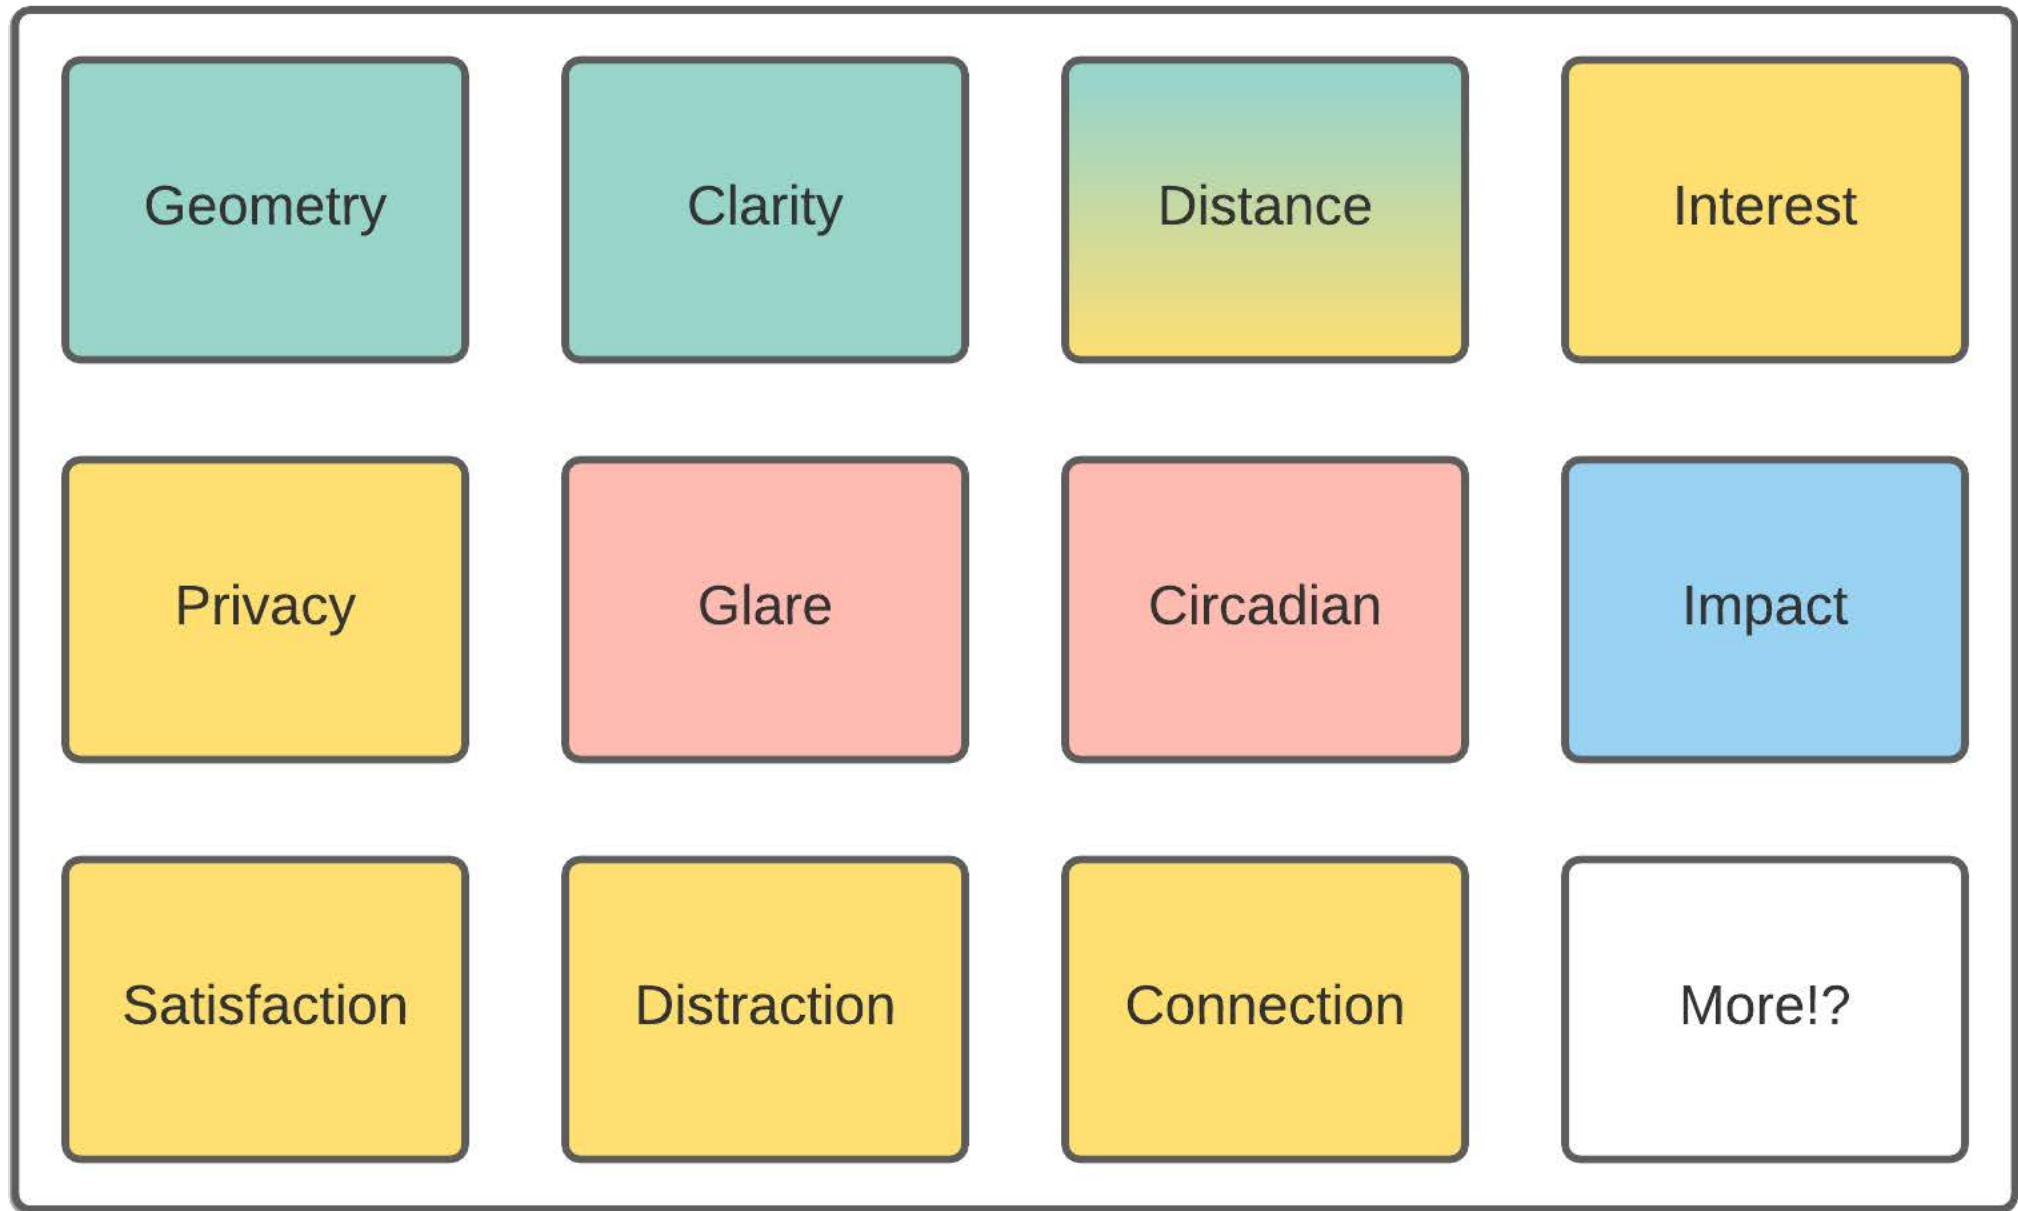 Geometry
Clarity
Distance
Interest
Privacy
Glare
Circadian
Impact
Satisfaction
Distraction
Connection
More!?